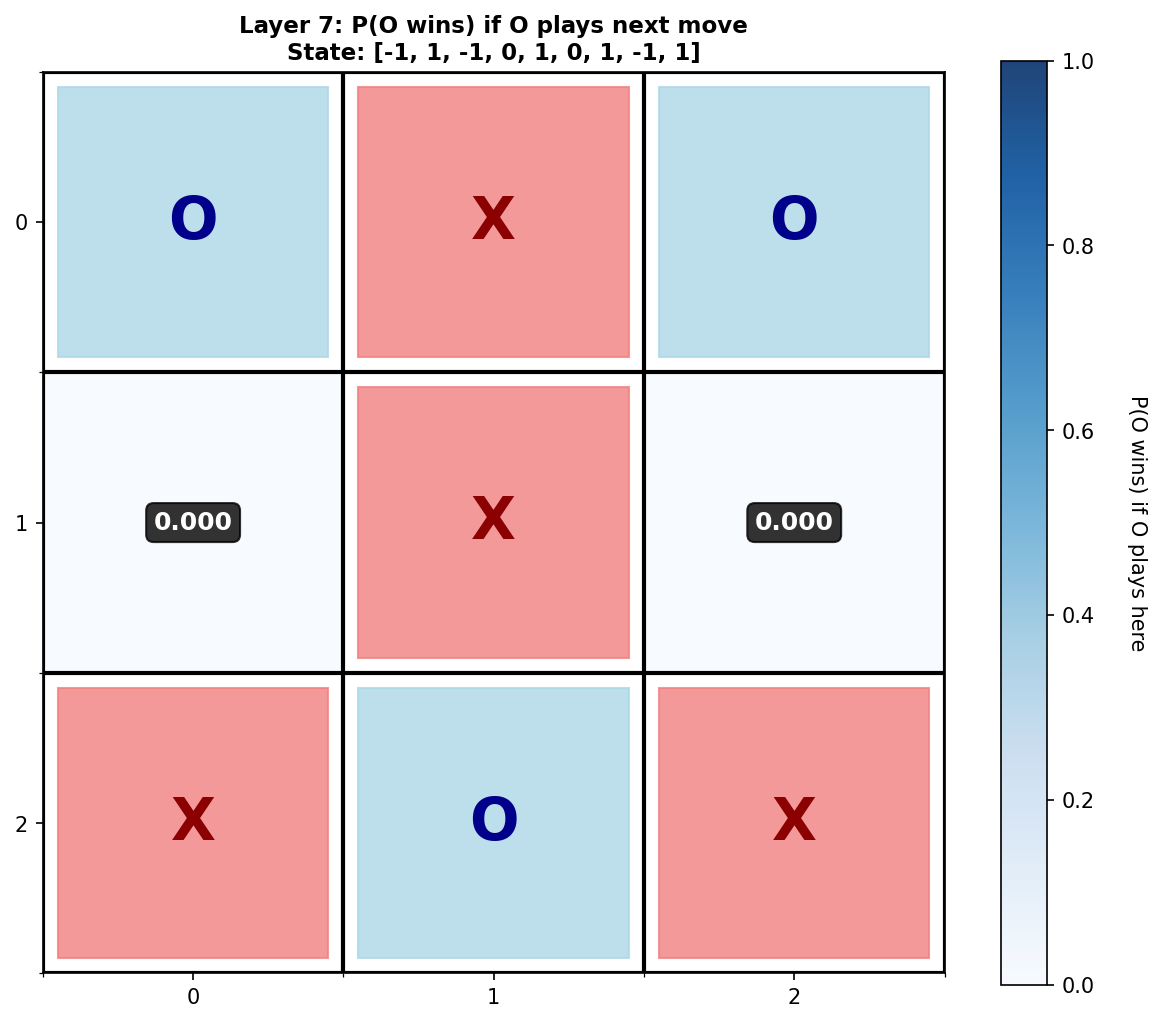 Layer 7: P(O wins) if O plays next move
State: [-1, 1, -1, 0, 1, 0, 1, -1, 1]
1.0
0.8
0.6
0.4
0.2
0.0
P(O wins) if O plays here
0
O
X
O
1
0.000
X
0.000
2
X
O
X
0
1
2